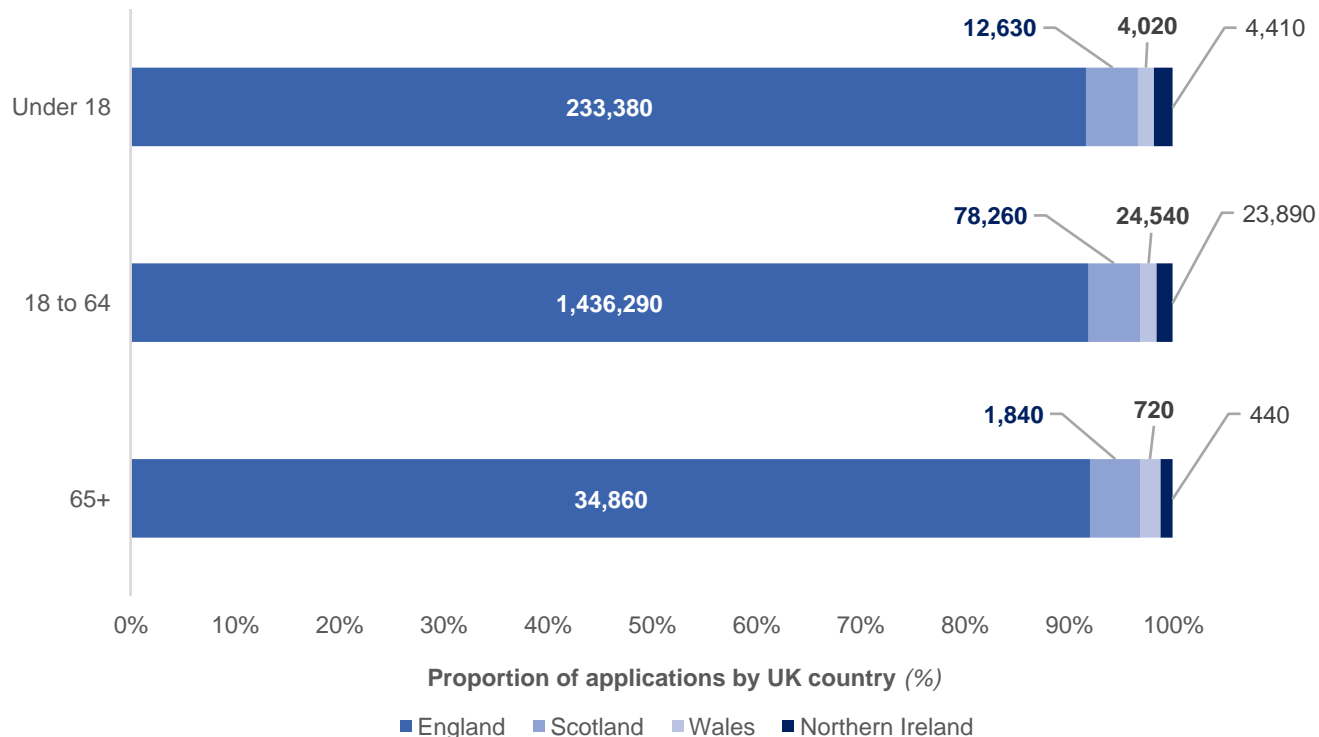 12,630 4,020 4,410
Under 18 233,380
78,260 24,540 23,890
18 to 64 1,436,290
1,840 720 440
65+ 34,860
0% 10% 20% 30% 40% 50% 60% 70% 80% 90% 100%
Proportion of applications by UK country (%)
England Scotland Wales Northern Ireland